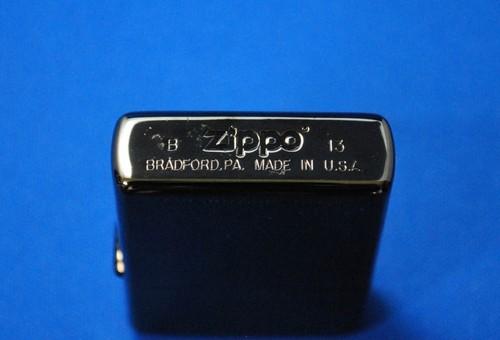 B Zippo® 13
BRADFORD, PA. MADE IN U.S.A